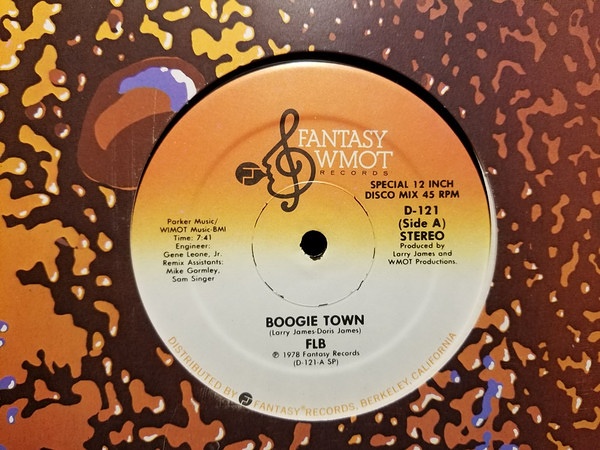 FANTASY
WMOT
RECORDS
SPECIAL 12 INCH
DISCO MIX 45 RPM
D-121
(Side A)
STEREO
Produced by
Larry James and
WMOT Productions.
Parker Music/
WIMOT Music-BMI
Time: 7:41
Engineer:
Gene Leone, Jr.
Remix Assistants:
Mike Gormley,
Sam Singer
BOOGIE TOWN
(Larry James-Doris James)
FLB
℗ 1978 Fantasy Records
(D-121-A SP)
DISTRIBUTED BY FANTASY® RECORDS, BERKELEY, CALIFORNIA